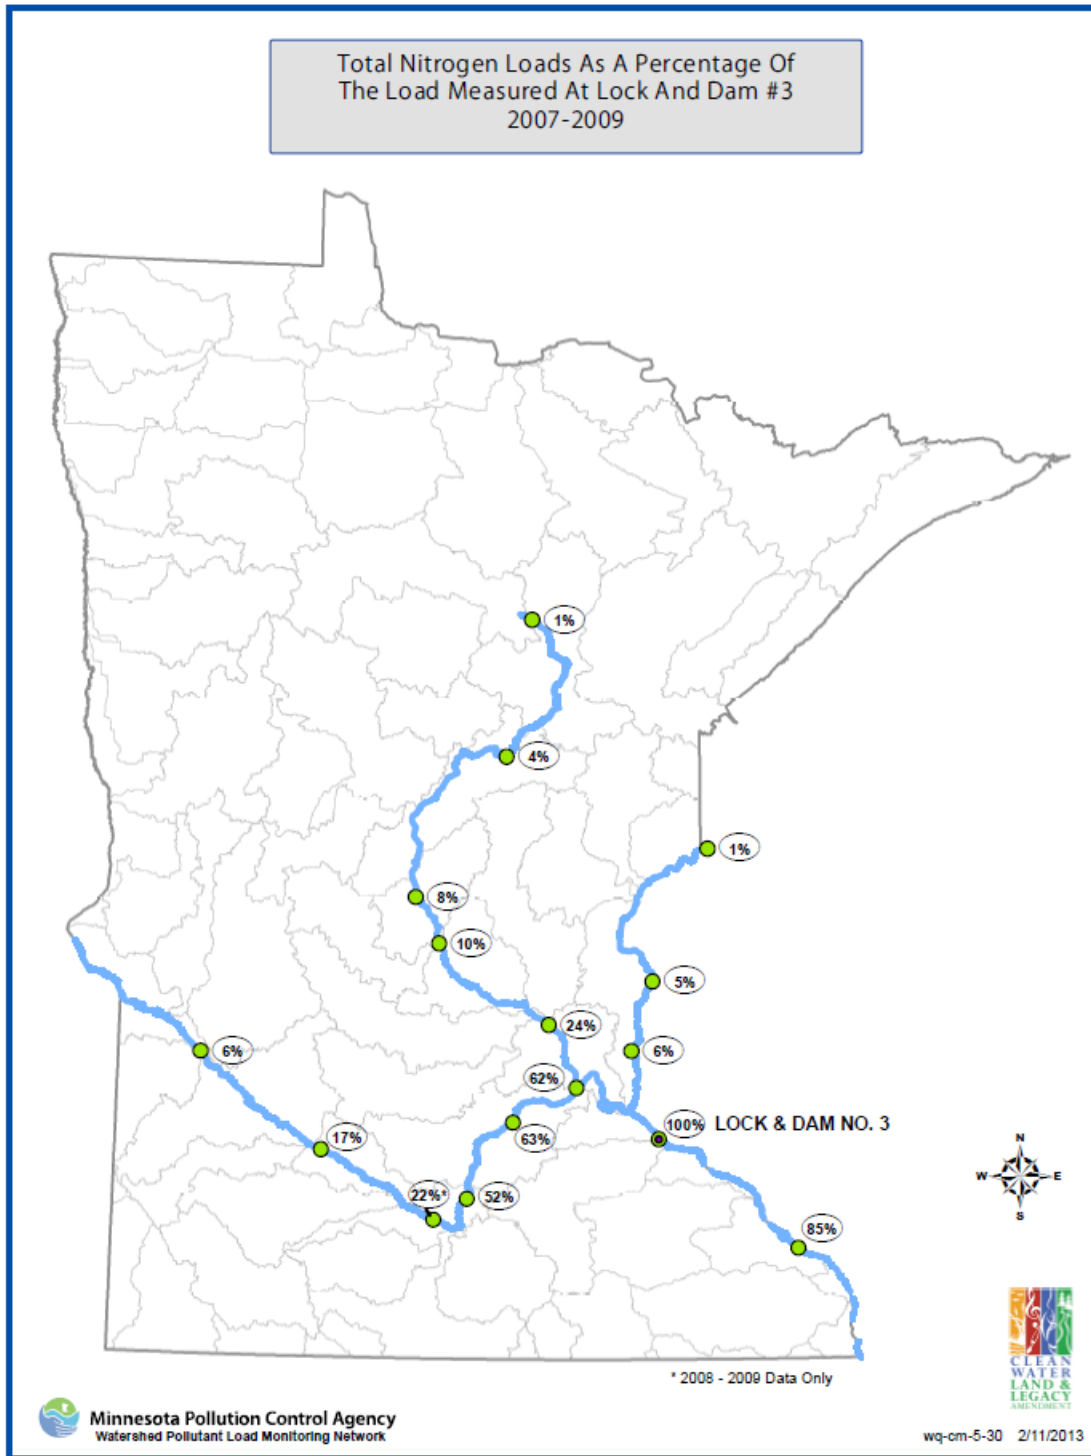 Total Nitrogen Loads As A Percentage Of
The Load Measured At Lock And Dam #3
2007-2009
1%
4%
1%
8%
10%
5%
24%
6%
6%
62%
100% LOCK & DAM NO. 3
63%
17%
N
W E
S
22%*
52%
85%
* 2008 - 2009 Data Only
CLEAN
WATER
LAND &
LEGACY
AMENDMENT
Minnesota Pollution Control Agency
Watershed Pollutant Load Monitoring Network
wq-cm-5-30 2/11/2013